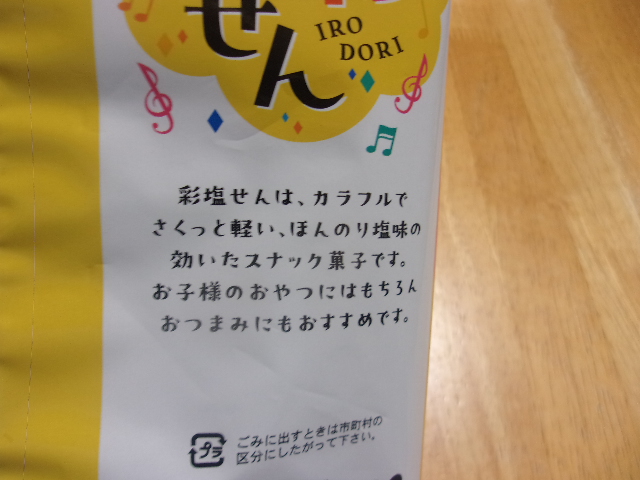 せん
IRO
DORI
彩塩せんは、カラフルで
さくっと軽い、ほんのり塩味の
効いたスナック菓子です。
お子様のおやつにはもちろん
おつまみにもおすすめです。
プラ
ごみに出すときは市町村の
区分にしたがって下さい。